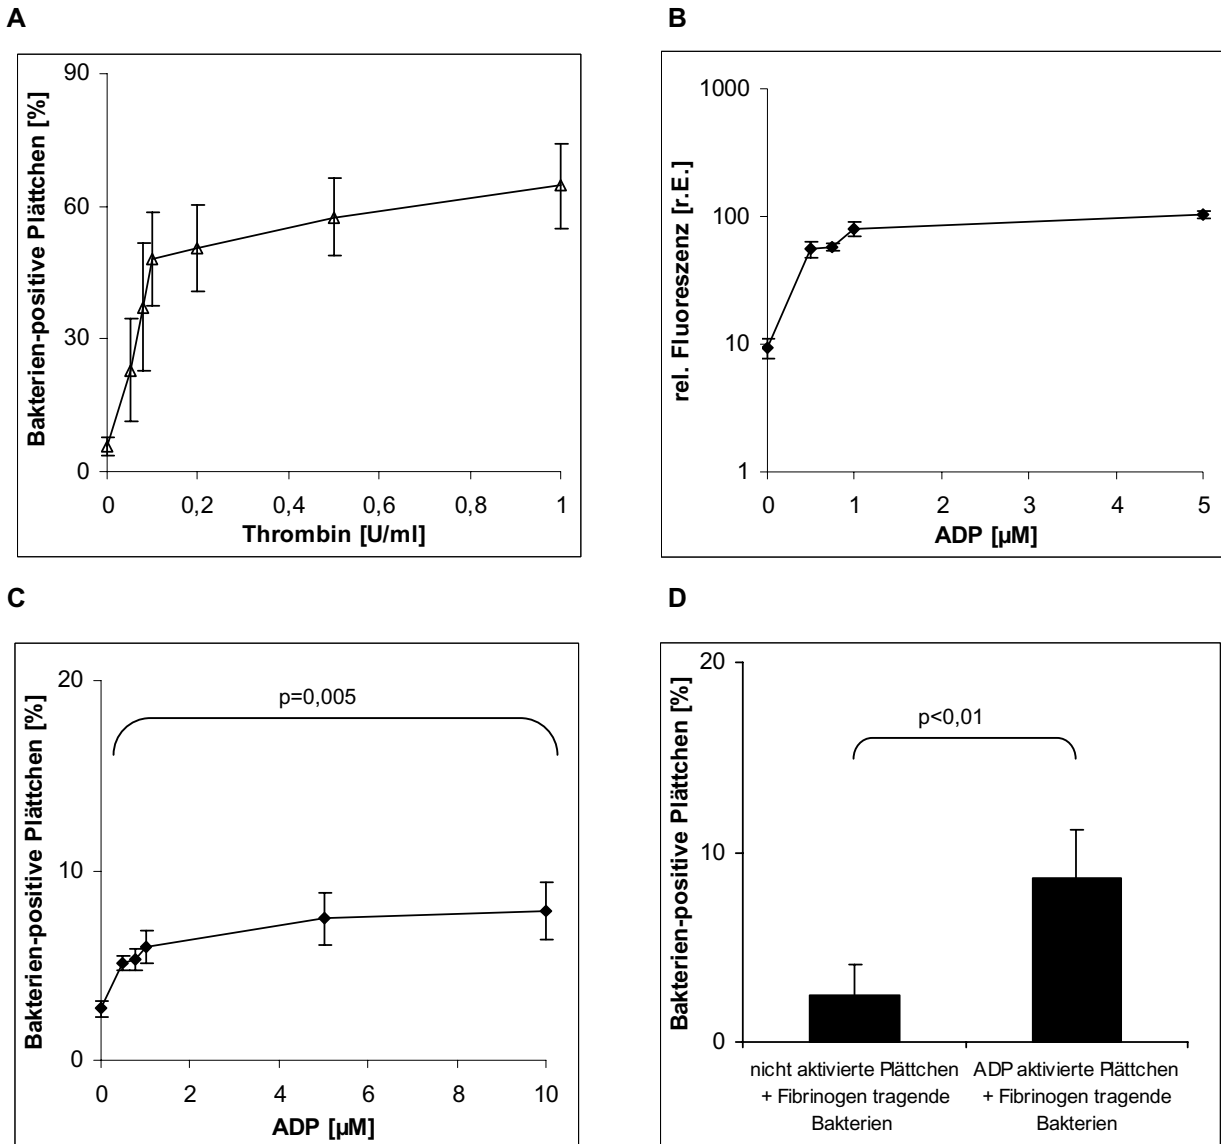 A
Bakterien-positive Plättchen [%]
90
60
30
0
0 0,2 0,4 0,6 0,8 1
Thrombin [U/ml]
B
rel. Fluoreszenz [r.E.]
1000
100
10
1
0 1 2 3 4 5
ADP [µM]
C
Bakterien-positive Plättchen [%]
20
p=0,005
10
0
0 2 4 6 8 10
ADP [µM]
D
Bakterien-positive Plättchen [%]
20
p<0,01
10
0
nicht aktivierte Plättchen
+ Fibrinogen tragende
Bakterien
ADP aktivierte Plättchen
+ Fibrinogen tragende
Bakterien